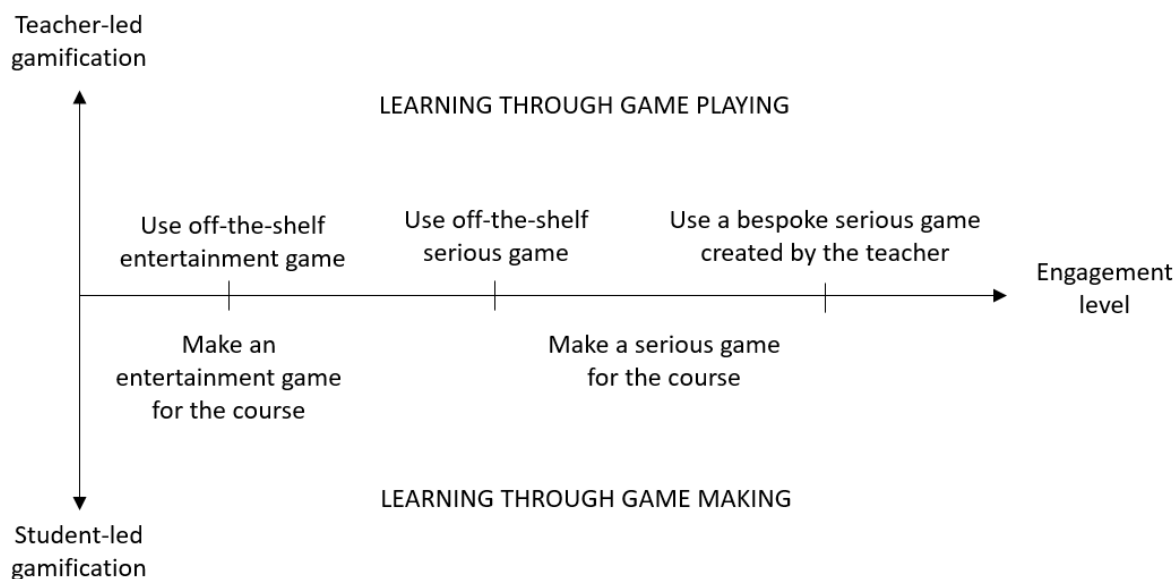 Teacher-led
gamification
LEARNING THROUGH GAME PLAYING
Use off-the-shelf
entertainment game
Use off-the-shelf
serious game
Use a bespoke serious game
created by the teacher
Engagement
level
Make an
entertainment game
for the course
Make a serious game
for the course
LEARNING THROUGH GAME MAKING
Student-led
gamification